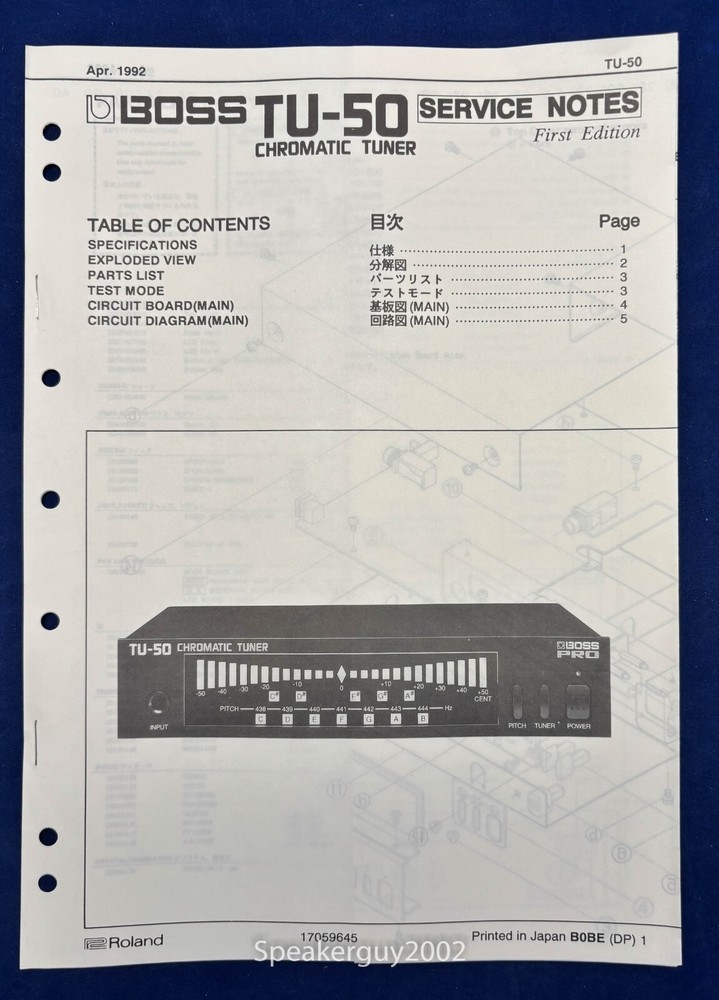 Apr. 1992
TU-50
BOSS TU-50 SERVICE NOTES
CHROMATIC TUNER
First Edition
TABLE OF CONTENTS 目次 Page
SPECIFICATIONS 仕様 1
EXPLODED VIEW 分解図 2
PARTS LIST パーツリスト 3
TEST MODE テストモード 3
CIRCUIT BOARD(MAIN) 基板図(MAIN) 4
CIRCUIT DIAGRAM(MAIN) 回路図(MAIN) 5
TU-50 CHROMATIC TUNER
BOSS
PRO
-50 -40 -30 -20 -10 0 +10 +20 +30 +40 +50
CENT
C# D# F# G# A#
PITCH 438 439 440 441 442 443 444 Hz
C D E F G A B
INPUT
PITCH TUNER POWER
Roland
17059645
Printed in Japan B0BE (DP) 1
Speakerguy2002